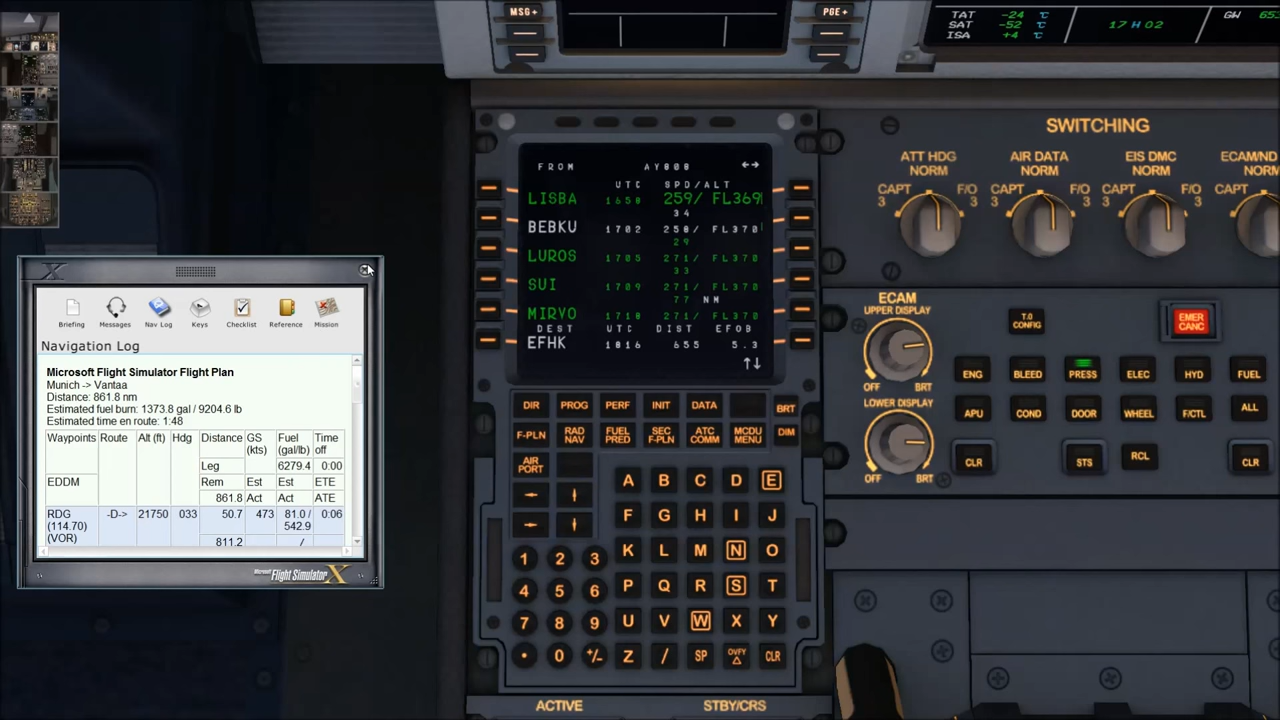 MSG+
PGE+
TAT -24 °C
SAT -52 °C
ISA +4 °C
17 H 02
GW 653
FROM AY808 ↔
UTC SPD/ALT
LISBA 1658 259/ FL369
34
BEBKU 1702 258/ FL370
29
LUROS 1705 271/ FL370
33
SUI 1709 271/ FL370
77 NM
MIRVO 1718 271/ FL370
DEST UTC DIST EFOB
EFHK 1816 655 5.3
↑↓
DIR PROG PERF INIT DATA BRT
F-PLN RAD NAV FUEL PRED SEC F-PLN ATC COMM MCDU MENU DIM
AIR PORT
A B C D E
F G H I J
K L M N O
P Q R S T
U V W X Y
Z / SP OVFY △ CLR
1 2 3
4 5 6
7 8 9
. 0 +/-
ACTIVE STBY/CRS
SWITCHING
ATT HDG NORM
AIR DATA NORM
EIS DMC NORM
ECAM/ND
CAPT 3 F/O 3
CAPT 3 F/O 3
CAPT 3 F/O 3
CAPT 3
ECAM
UPPER DISPLAY
OFF BRT
T.O CONFIG
EMER CANC
LOWER DISPLAY
OFF BRT
ENG BLEED PRESS ELEC HYD FUEL
APU COND DOOR WHEEL F/CTL ALL
CLR STS RCL CLR
X
Briefing Messages Nav Log Keys Checklist Reference Mission
Navigation Log
Microsoft Flight Simulator Flight Plan
Munich -> Vantaa
Distance: 861.8 nm
Estimated fuel burn: 1373.8 gal / 9204.6 lb
Estimated time en route: 1:48
Waypoints Route Alt (ft) Hdg Distance GS (kts) Fuel (gal/lb) Time off
Leg 6279.4 0:00
EDDM Rem Est Est ETE
861.8 Act Act ATE
RDG (114.70) (VOR) -D-> 21750 033 50.7 473 81.0 / 542.9 0:06
811.2 /
Microsoft Flight Simulator X